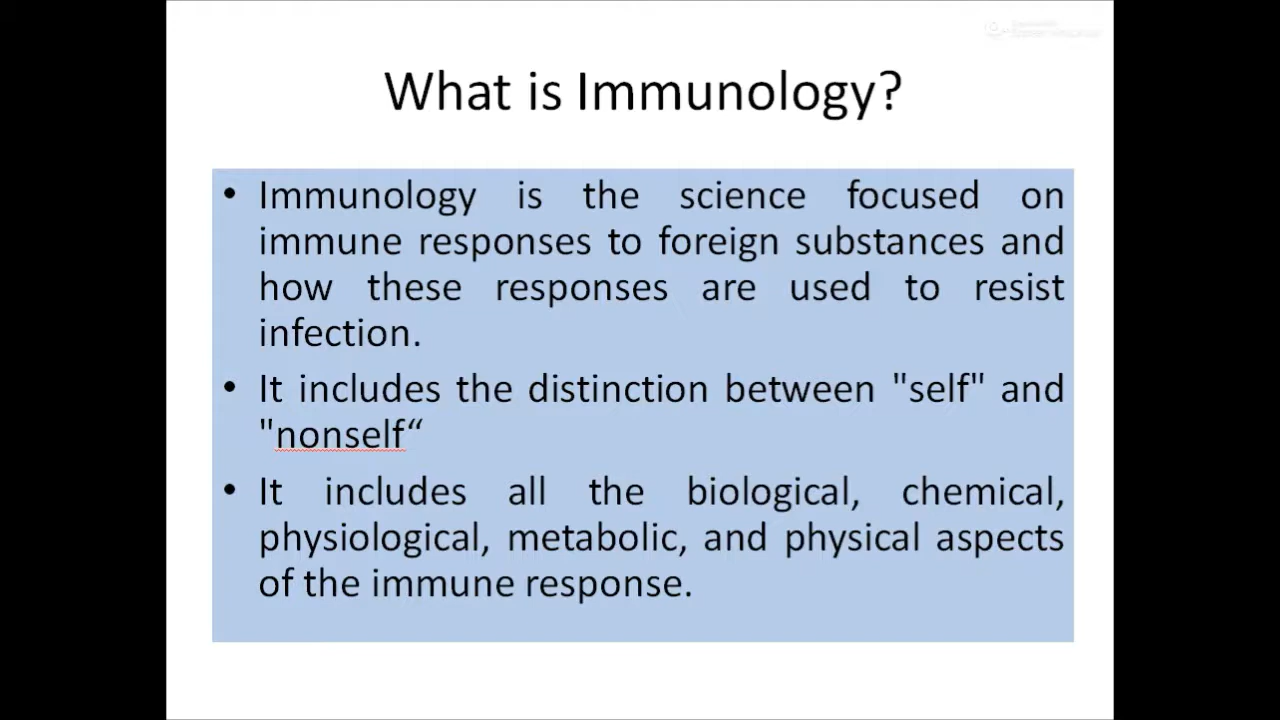 What is Immunology?
• Immunology is the science focused on
immune responses to foreign substances and
how these responses are used to resist
infection.
• It includes the distinction between "self" and
"nonself“
• It includes all the biological, chemical,
physiological, metabolic, and physical aspects
of the immune response.